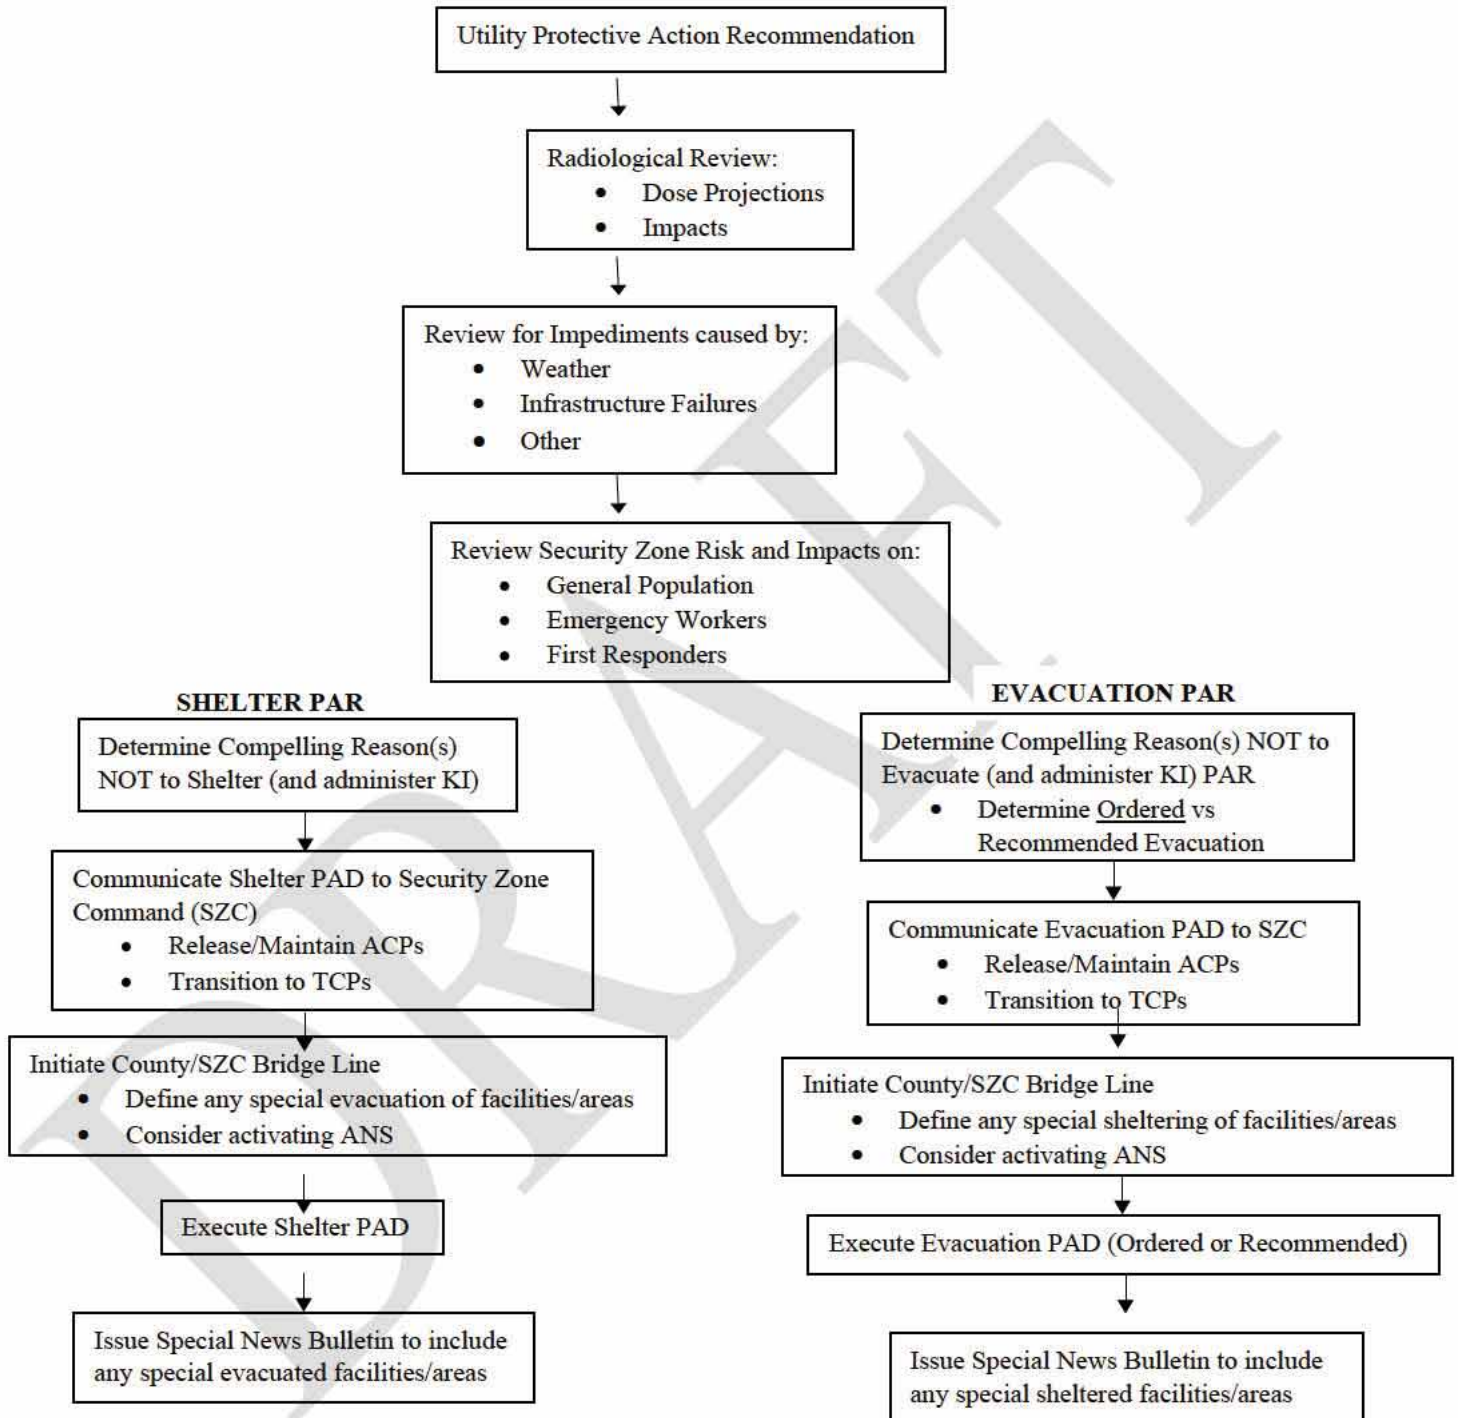 Utility Protective Action Recommendation
Radiological Review:
• Dose Projections
• Impacts
Review for Impediments caused by:
• Weather
• Infrastructure Failures
• Other
Review Security Zone Risk and Impacts on:
• General Population
• Emergency Workers
• First Responders
SHELTER PAR
Determine Compelling Reason(s)
NOT to Shelter (and administer KI)
Communicate Shelter PAD to Security Zone
Command (SZC)
• Release/Maintain ACPs
• Transition to TCPs
Initiate County/SZC Bridge Line
• Define any special evacuation of facilities/areas
• Consider activating ANS
Execute Shelter PAD
Issue Special News Bulletin to include
any special evacuated facilities/areas
EVACUATION PAR
Determine Compelling Reason(s) NOT to
Evacuate (and administer KI) PAR
• Determine Ordered vs
Recommended Evacuation
Communicate Evacuation PAD to SZC
• Release/Maintain ACPs
• Transition to TCPs
Initiate County/SZC Bridge Line
• Define any special sheltering of facilities/areas
• Consider activating ANS
Execute Evacuation PAD (Ordered or Recommended)
Issue Special News Bulletin to include
any special sheltered facilities/areas
DRAFT